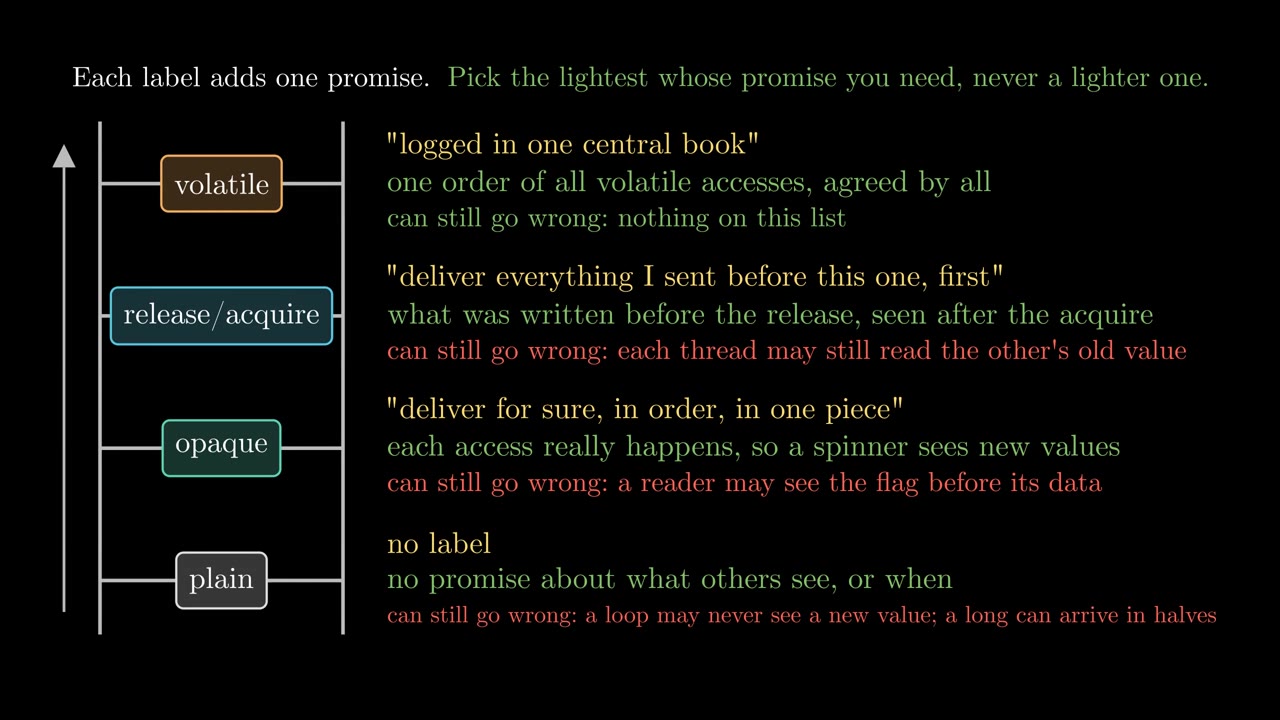 Each label adds one promise. Pick the lightest whose promise you need, never a lighter one.
volatile
"logged in one central book"
one order of all volatile accesses, agreed by all
can still go wrong: nothing on this list
release/acquire
"deliver everything I sent before this one, first"
what was written before the release, seen after the acquire
can still go wrong: each thread may still read the other's old value
opaque
"deliver for sure, in order, in one piece"
each access really happens, so a spinner sees new values
can still go wrong: a reader may see the flag before its data
plain
no label
no promise about what others see, or when
can still go wrong: a loop may never see a new value; a long can arrive in halves